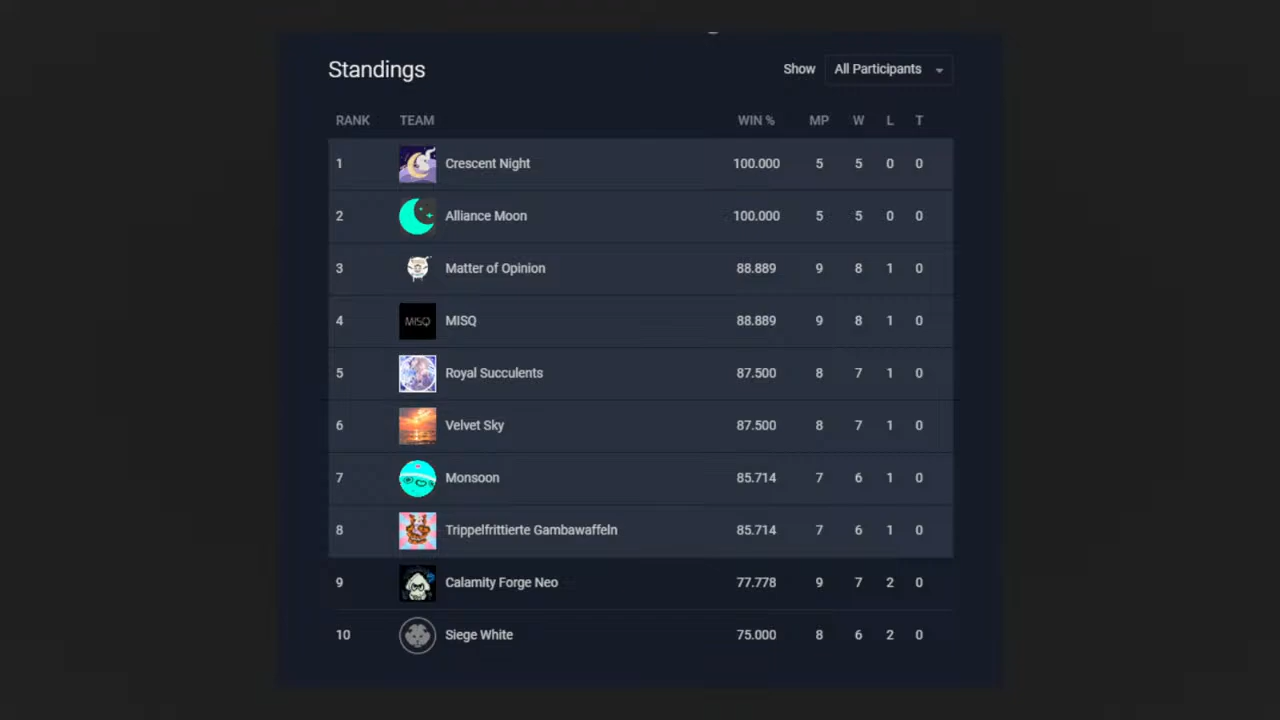 Standings
Show All Participants
RANK TEAM WIN % MP W L T
1 Crescent Night 100.000 5 5 0 0
2 Alliance Moon 100.000 5 5 0 0
3 Matter of Opinion 88.889 9 8 1 0
4 MISQ MISQ 88.889 9 8 1 0
5 Royal Succulents 87.500 8 7 1 0
6 Velvet Sky 87.500 8 7 1 0
7 Monsoon 85.714 7 6 1 0
8 Trippelfrittierte Gambawaffeln 85.714 7 6 1 0
9 Calamity Forge Neo 77.778 9 7 2 0
10 Siege White 75.000 8 6 2 0